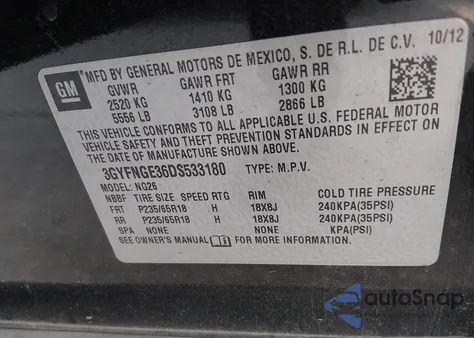 GM
MFD BY GENERAL MOTORS DE MEXICO, S. DE R.L. DE C.V. 10/12
GVWR GAWR FRT GAWR RR
2520 KG 1410 KG 1300 KG
5556 LB 3108 LB 2866 LB
THIS VEHICLE CONFORMS TO ALL APPLICABLE U.S. FEDERAL MOTOR
VEHICLE SAFETY AND THEFT PREVENTION STANDARDS IN EFFECT
ON THE DATE OF MANUFACTURE SHOWN ABOVE.
3GYFNGE36DS533180 TYPE: M.P.V.
MODEL: NG26
NBBF TIRE SIZE SPEED RTG RIM COLD TIRE PRESSURE
FRT P235/65R18 H 18X8J 240KPA(35PSI)
RR P235/65R18 H 18X8J 240KPA(35PSI)
SPA NONE NONE KPA(PSI)
SEE OWNER'S MANUAL FOR MORE INFORMATION.
autoSnap